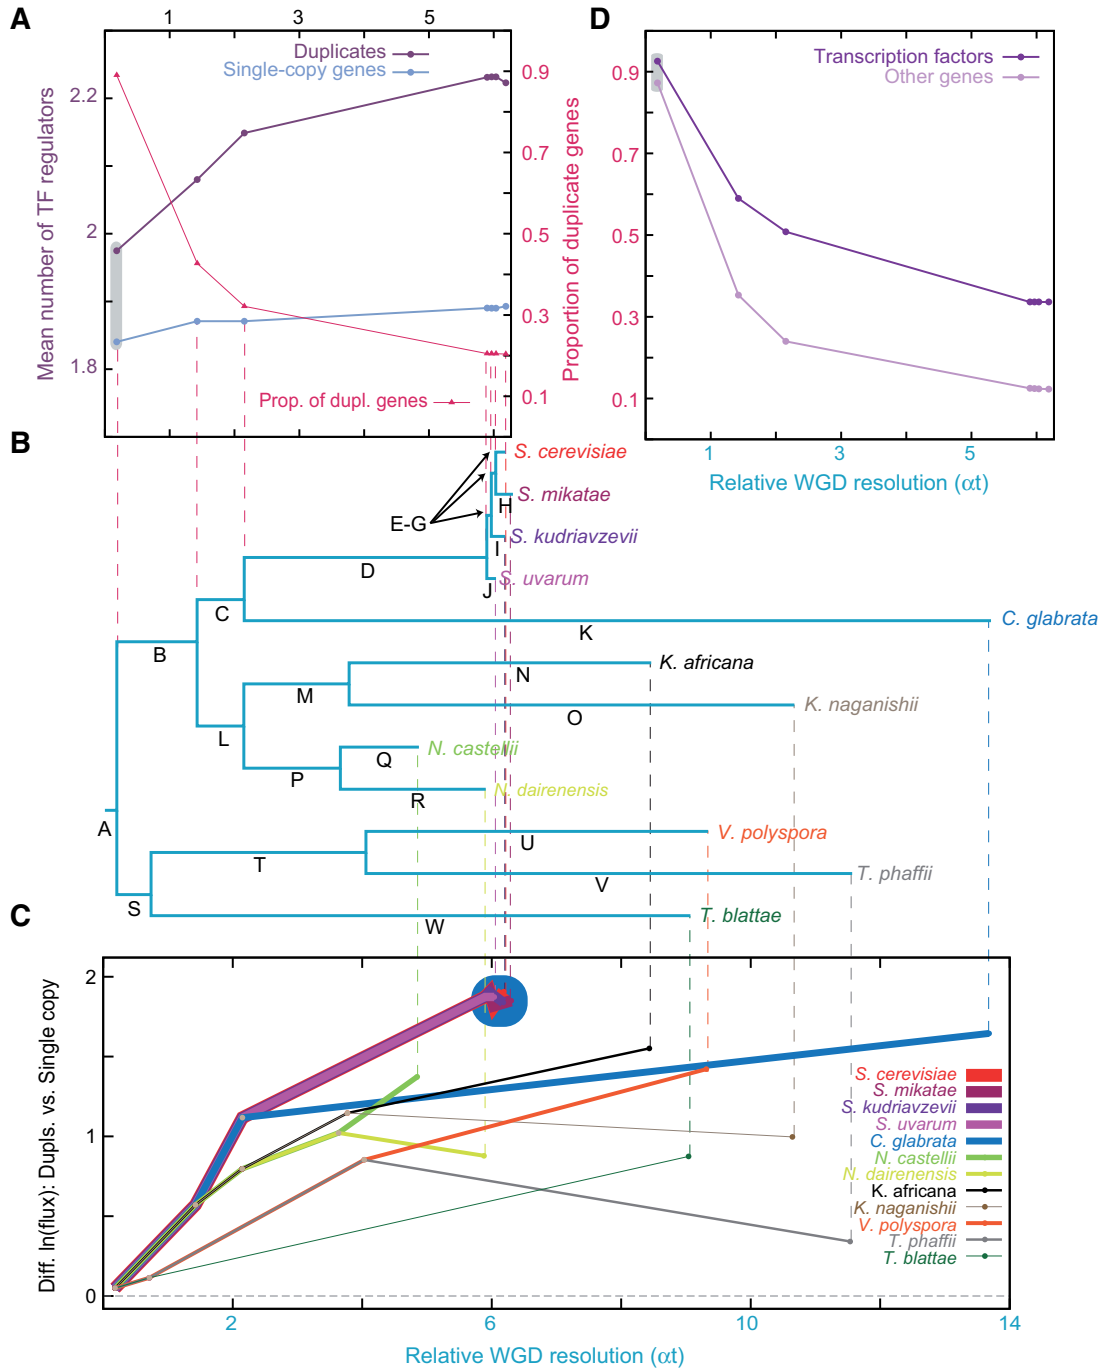 A
1 3 5
Duplicates
Single-copy genes
2.2
2
1.8
Mean number of TF regulators
0.9
0.7
0.5
0.3
0.1
Proportion of duplicate genes
Prop. of dupl. genes
D
Transcription factors
Other genes
0.9
0.7
0.5
0.3
0.1
1 3 5
Relative WGD resolution (αt)
B
S. cerevisiae
S. mikatae
H
E-G
S. kudriavzevii
I
D
S. uvarum
J
C
C. glabrata
K
B
K. africana
N
M
K. naganishii
O
L
N. castellii
Q
P
N. dairenensis
R
A
V. polyspora
U
T
T. phaffii
V
S
T. blattae
W
C
2
1
0
Diff. ln(flux): Dupls. vs. Single copy
S. cerevisiae
S. mikatae
S. kudriavzevii
S. uvarum
C. glabrata
N. castellii
N. dairenensis
K. africana
K. naganishii
V. polyspora
T. phaffii
T. blattae
2 6 10 14
Relative WGD resolution (αt)